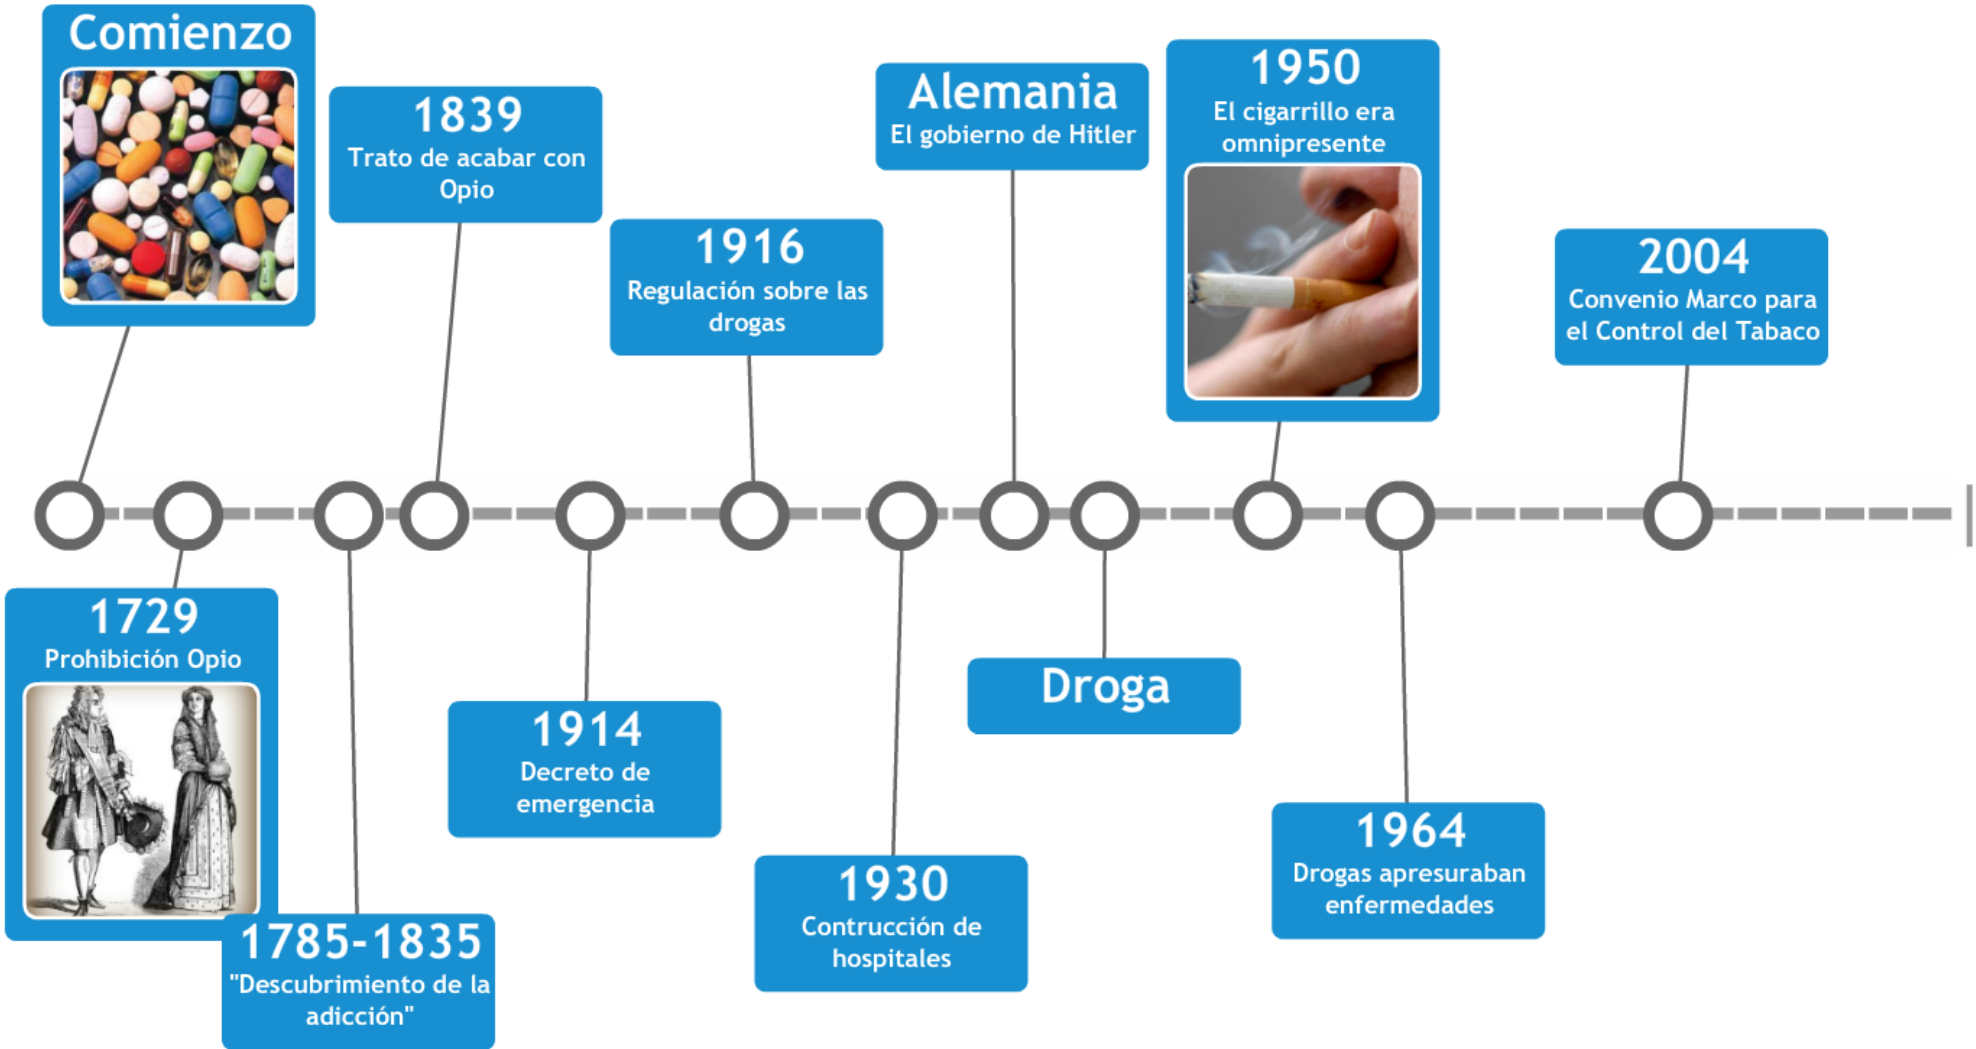 Comienzo
1729
Prohibición Opio
1785-1835
"Descubrimiento de la
adicción"
1839
Trato de acabar con
Opio
1914
Decreto de
emergencia
1916
Regulación sobre las
drogas
1930
Contrucción de
hospitales
Alemania
El gobierno de Hitler
Droga
1950
El cigarrillo era
omnipresente
1964
Drogas apresuraban
enfermedades
2004
Convenio Marco para
el Control del Tabaco